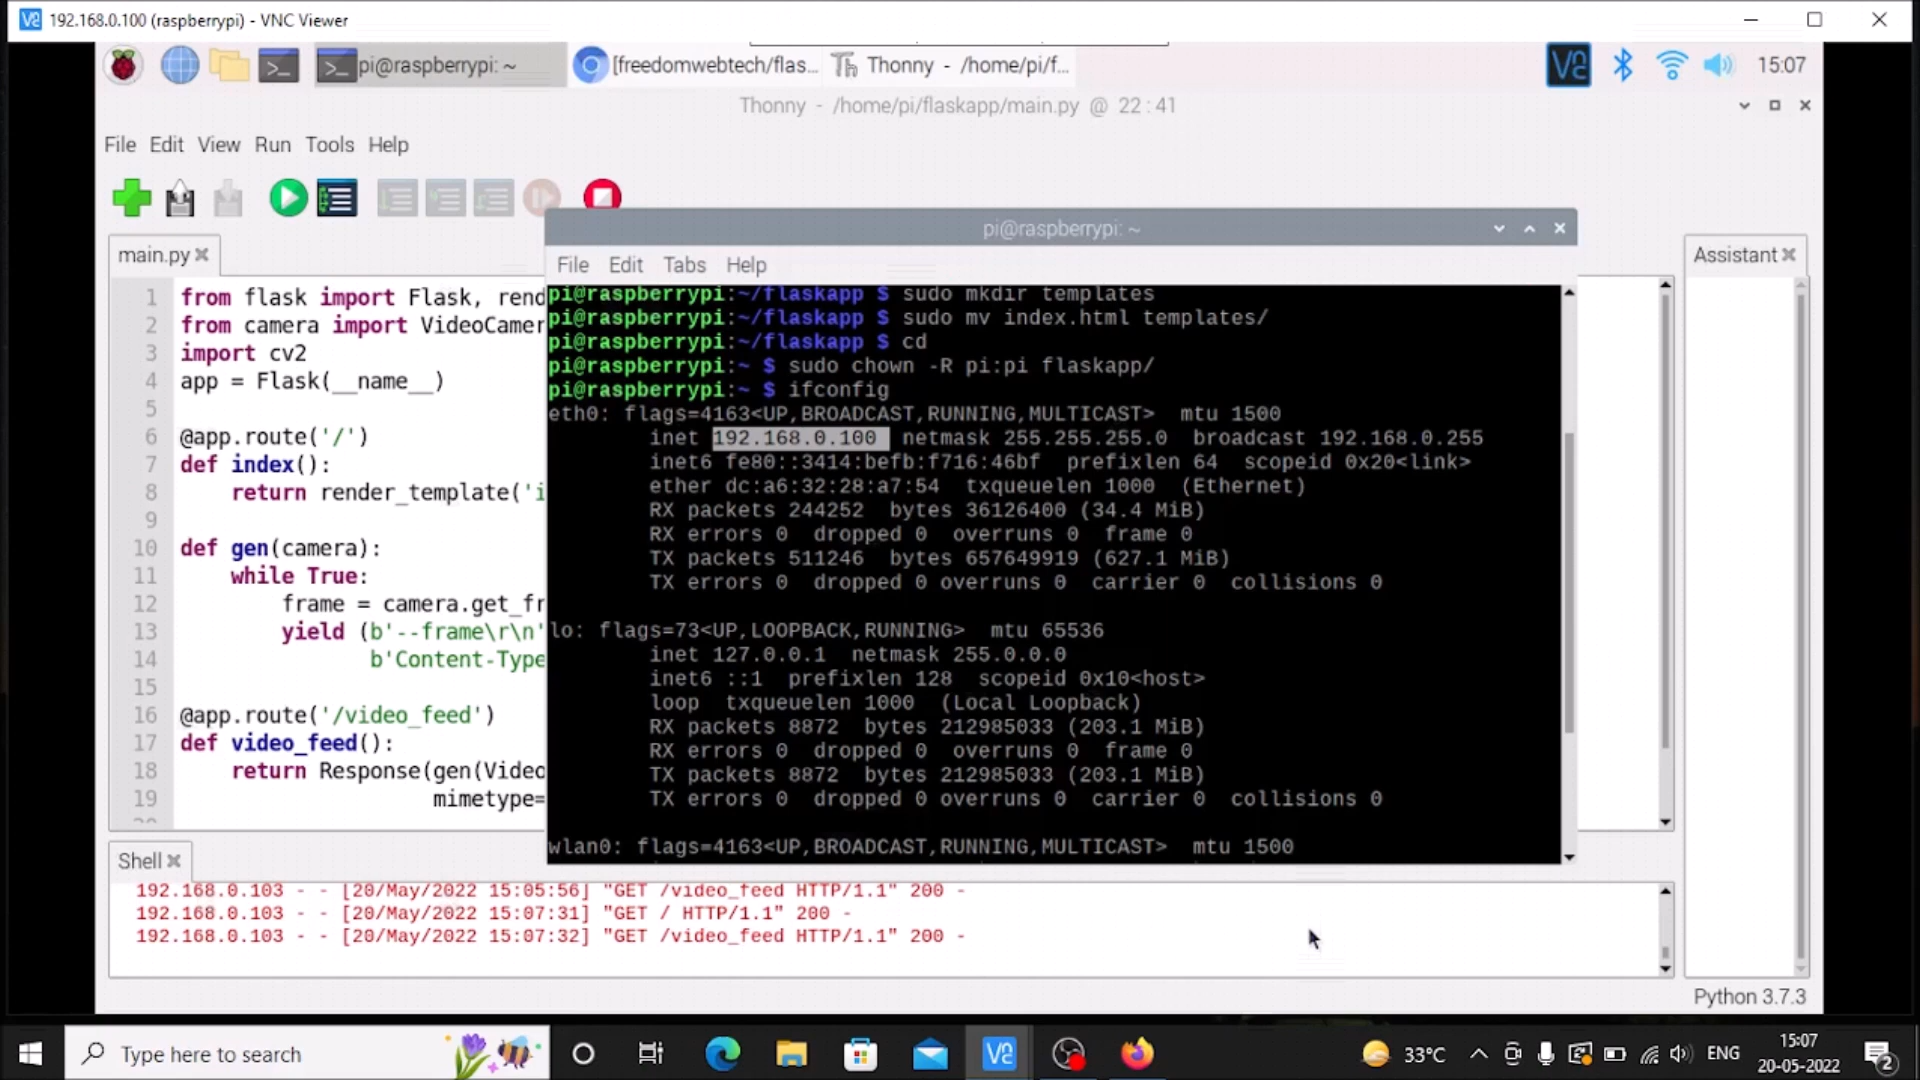 192.168.0.100 (raspberrypi) - VNC Viewer
pi@raspberrypi: ~
[freedomwebtech/flas...
Thonny - /home/pi/f...
15:07
Thonny - /home/pi/flaskapp/main.py @ 22 : 41
File Edit View Run Tools Help
main.py
Assistant
1 from flask import Flask, rend
2 from camera import VideoCamer
3 import cv2
4 app = Flask(__name__)
5
6 @app.route('/')
7 def index():
8 return render_template('i
9
10 def gen(camera):
11 while True:
12 frame = camera.get_fr
13 yield (b'--frame\r\n'
14 b'Content-Type
15
16 @app.route('/video_feed')
17 def video_feed():
18 return Response(gen(Video
19 mimetype=
pi@raspberrypi: ~
File Edit Tabs Help
pi@raspberrypi:~/flaskapp $ sudo mkdir templates
pi@raspberrypi:~/flaskapp $ sudo mv index.html templates/
pi@raspberrypi:~/flaskapp $ cd
pi@raspberrypi:~ $ sudo chown -R pi:pi flaskapp/
pi@raspberrypi:~ $ ifconfig
eth0: flags=4163<UP,BROADCAST,RUNNING,MULTICAST> mtu 1500
inet 192.168.0.100 netmask 255.255.255.0 broadcast 192.168.0.255
inet6 fe80::3414:befb:f716:46bf prefixlen 64 scopeid 0x20<link>
ether dc:a6:32:28:a7:54 txqueuelen 1000 (Ethernet)
RX packets 244252 bytes 36126400 (34.4 MiB)
RX errors 0 dropped 0 overruns 0 frame 0
TX packets 511246 bytes 657649919 (627.1 MiB)
TX errors 0 dropped 0 overruns 0 carrier 0 collisions 0
lo: flags=73<UP,LOOPBACK,RUNNING> mtu 65536
inet 127.0.0.1 netmask 255.0.0.0
inet6 ::1 prefixlen 128 scopeid 0x10<host>
loop txqueuelen 1000 (Local Loopback)
RX packets 8872 bytes 212985033 (203.1 MiB)
RX errors 0 dropped 0 overruns 0 frame 0
TX packets 8872 bytes 212985033 (203.1 MiB)
TX errors 0 dropped 0 overruns 0 carrier 0 collisions 0
wlan0: flags=4163<UP,BROADCAST,RUNNING,MULTICAST> mtu 1500
Shell
192.168.0.103 - - [20/May/2022 15:05:56] "GET /video_feed HTTP/1.1" 200 -
192.168.0.103 - - [20/May/2022 15:07:31] "GET / HTTP/1.1" 200 -
192.168.0.103 - - [20/May/2022 15:07:32] "GET /video_feed HTTP/1.1" 200 -
Python 3.7.3
Type here to search
33°C
ENG
15:07
20-05-2022
2